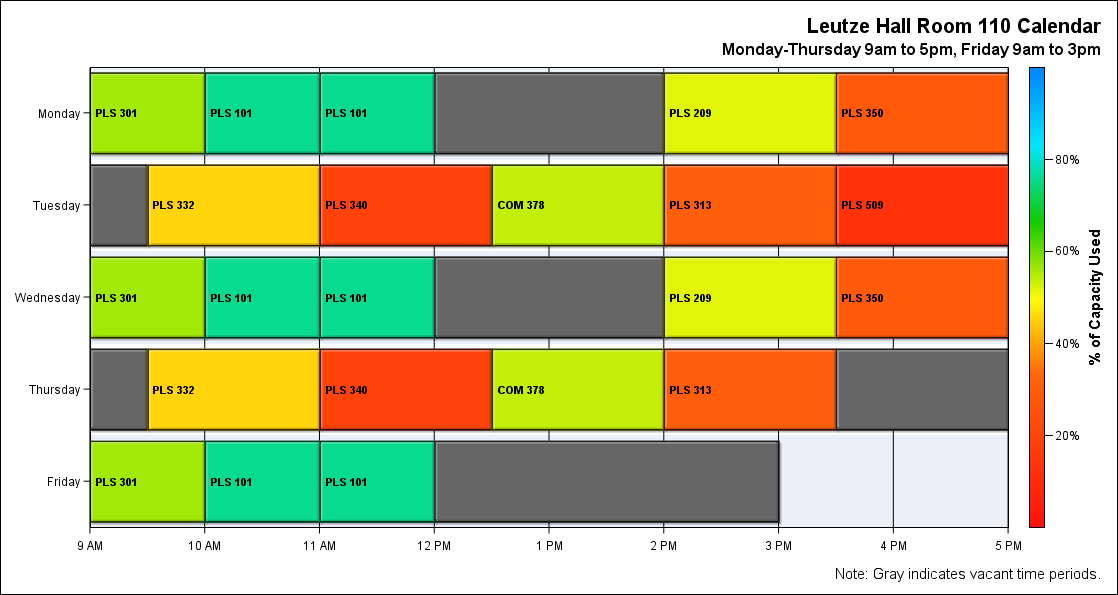 Leutze Hall Room 110 Calendar
Monday-Thursday 9am to 5pm, Friday 9am to 3pm
Monday
PLS 301
PLS 101
PLS 101
PLS 209
PLS 350
Tuesday
PLS 332
PLS 340
COM 378
PLS 313
PLS 509
Wednesday
PLS 301
PLS 101
PLS 101
PLS 209
PLS 350
Thursday
PLS 332
PLS 340
COM 378
PLS 313
Friday
PLS 301
PLS 101
PLS 101
9 AM
10 AM
11 AM
12 PM
1 PM
2 PM
3 PM
4 PM
5 PM
80%
60%
40%
20%
% of Capacity Used
Note: Gray indicates vacant time periods.